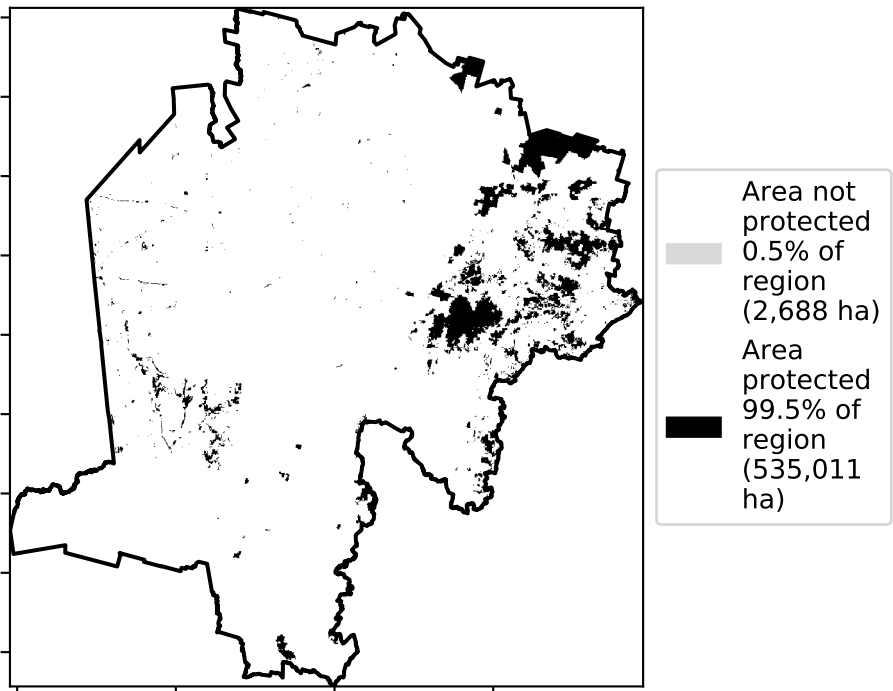 Area not
protected
0.5% of
region
(2,688 ha)
Area
protected
99.5% of
region
(535,011
ha)